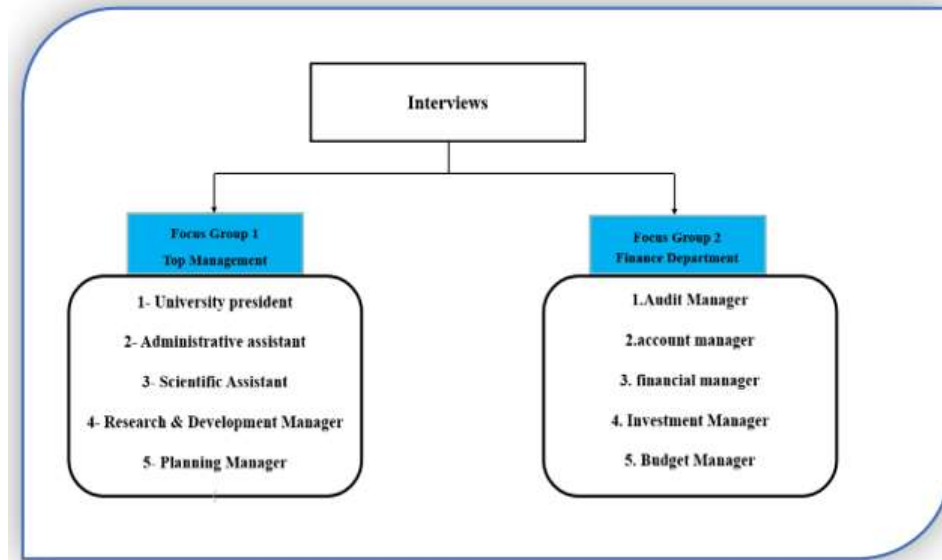 Interviews
Focus Group 1
Top Management
1- University president
2- Administrative assistant
3- Scientific Assistant
4- Research & Development Manager
5- Planning Manager
Focus Group 2
Finance Department
1.Audit Manager
2.account manager
3. financial manager
4. Investment Manager
5. Budget Manager